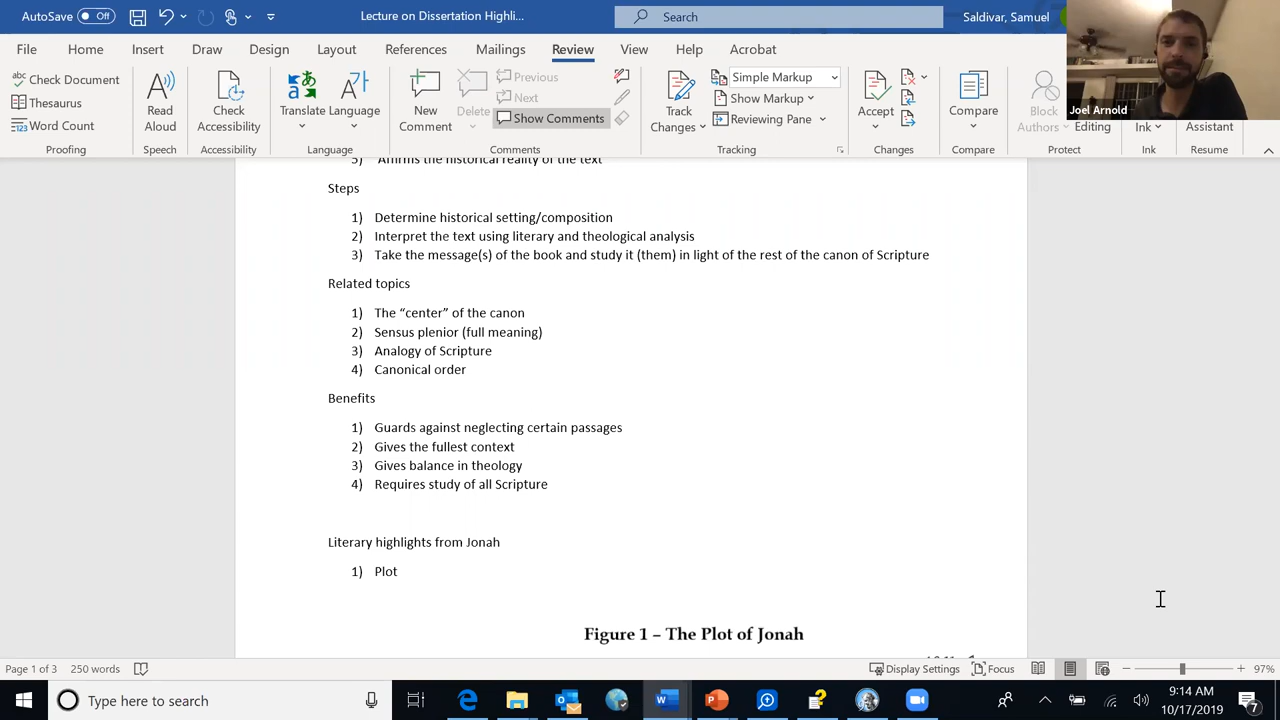 AutoSave Off Lecture on Dissertation Highli... Search Saldivar, Samuel
File Home Insert Draw Design Layout References Mailings Review View Help Acrobat
Joel Arnold
abc Check Document
Thesaurus
Word Count
Proofing
Read Aloud
Speech
Check Accessibility
Accessibility
Translate
Language
Language
New Comment
Delete
Previous
Next
Show Comments
Comments
Track Changes
Simple Markup
Show Markup
Reviewing Pane
Tracking
Accept
Changes
Compare
Compare
Block Authors
Editing
Protect
Ink
Ink
Assistant
Resume
5) Affirms the historical reality of the text
Steps
1) Determine historical setting/composition
2) Interpret the text using literary and theological analysis
3) Take the message(s) of the book and study it (them) in light of the rest of the canon of Scripture
Related topics
1) The “center” of the canon
2) Sensus plenior (full meaning)
3) Analogy of Scripture
4) Canonical order
Benefits
1) Guards against neglecting certain passages
2) Gives the fullest context
3) Gives balance in theology
4) Requires study of all Scripture
Literary highlights from Jonah
1) Plot
Figure 1 – The Plot of Jonah
Page 1 of 3 250 words Display Settings Focus 97%
Type here to search
9:14 AM
10/17/2019
7